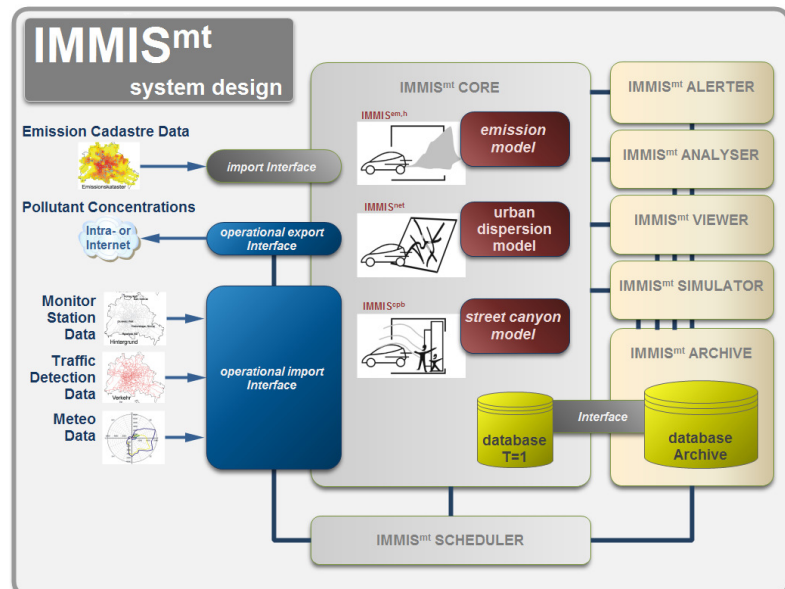 IMMISmt
system design
Emission Cadastre Data
Emissionskataster
import Interface
Pollutant Concentrations
Intra- or
Internet
operational export
Interface
Monitor
Station
Data
Hintergrund
Traffic
Detection
Data
Verkehr
Meteo
Data
operational import
Interface
IMMISmt CORE
IMMISem,h
emission
model
IMMISnet
urban
dispersion
model
IMMIScpb
street canyon
model
database
T=1
Interface
IMMISmt ALERTER
IMMISmt ANALYSER
IMMISmt VIEWER
IMMISmt SIMULATOR
IMMISmt ARCHIVE
database
Archive
IMMISmt SCHEDULER